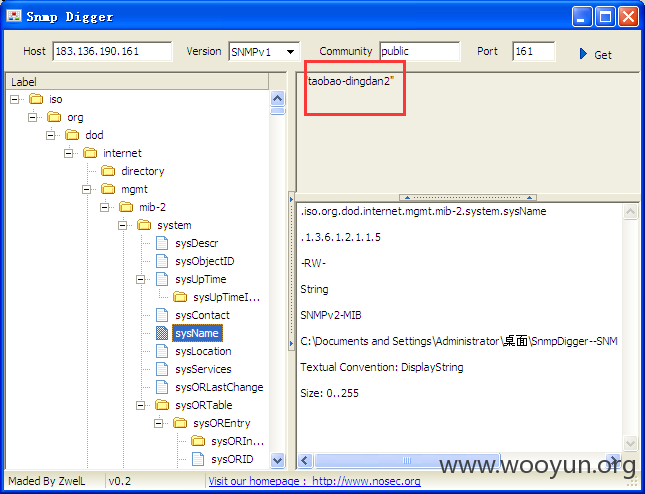 Snmp Digger
Host 183.136.190.161 Version SNMPv1 Community public Port 161 Get
Label
iso
org
dod
internet
directory
mgmt
mib-2
system
sysDescr
sysObjectID
sysUpTime
sysUpTimeI...
sysContact
sysName
sysLocation
sysServices
sysORLastChange
sysORTable
sysOREntry
sysORIn...
sysORID
"taobao-dingdan2"
.iso.org.dod.internet.mgmt.mib-2.system.sysName
.1.3.6.1.2.1.1.5
-RW-
String
SNMPv2-MIB
C:\Documents and Settings\Administrator\桌面\SnmpDigger--SNM
Textual Convention: DisplayString
Size: 0..255
www.wooyun.org
Maded By ZwelL v0.2 Visit our homepage : http://www.nosec.org